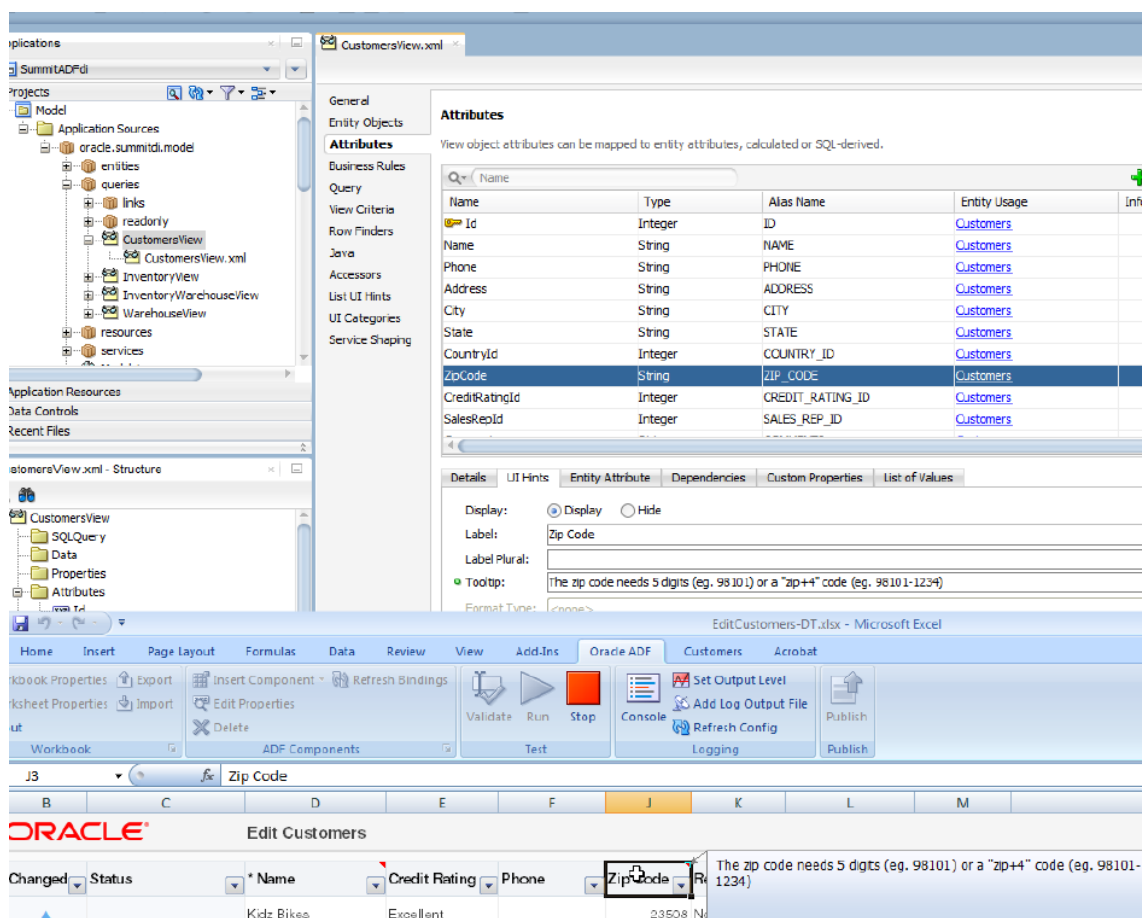 CustomersView.xml
SummitADFdi
Projects
Model
Application Sources
oracle.summitdi.model
entities
queries
links
readonly
CustomersView
CustomersView.xml
InventoryView
InventoryWarehouseView
WarehouseView
resources
services
Application Resources
Data Controls
Recent Files
General
Entity Objects
Attributes
Business Rules
Query
View Criteria
Row Finders
Java
Accessors
List UI Hints
UI Categories
Service Shaping
Attributes
View object attributes can be mapped to entity attributes, calculated or SQL-derived.
Name
Name Type Alias Name Entity Usage
Id Integer ID Customers
Name String NAME Customers
Phone String PHONE Customers
Address String ADDRESS Customers
City String CITY Customers
State String STATE Customers
CountryId Integer COUNTRY_ID Customers
ZipCode String ZIP_CODE Customers
CreditRatingId Integer CREDIT_RATING_ID Customers
SalesRepId Integer SALES_REP_ID Customers
View.xml - Structure
CustomersView
SQLQuery
Data
Properties
Attributes
Id
Details UI Hints Entity Attribute Dependencies Custom Properties List of Values
Display: Display Hide
Label: Zip Code
Label Plural:
Tooltip: The zip code needs 5 digits (eg. 98101) or a "zip+4" code (eg. 98101-1234)
Format Type: <none>
EditCustomers-DT.xlsx - Microsoft Excel
Home Insert Page Layout Formulas Data Review View Add-Ins Oracle ADF Customers Acrobat
Properties Export Insert Component Refresh Bindings Set Output Level
Properties Import Edit Properties Validate Run Stop Console Add Log Output File Publish
Delete Refresh Config
Workbook ADF Components Test Logging Publish
J3 fx Zip Code
B C D E F J K L M
ORACLE Edit Customers
Changed Status * Name Credit Rating Phone Zip Code
The zip code needs 5 digits (eg. 98101) or a "zip+4" code (eg. 98101-
1234)
Kidz Bikes Excellent 23508